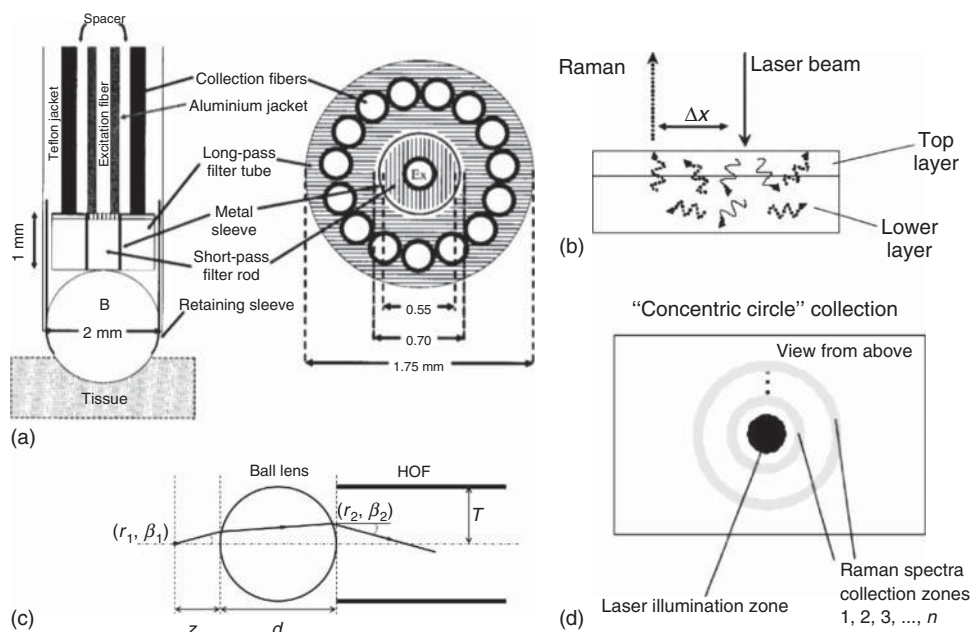 (a)
Spacer
Teflon jacket
Excitation fiber
Collection fibers
Aluminium jacket
Long-pass
filter tube
Metal
sleeve
Short-pass
filter rod
Retaining sleeve
1 mm
B
2 mm
Tissue
Ex
0.55
0.70
1.75 mm
(b)
Raman
Laser beam
Δx
Top
layer
Lower
layer
(c)
Ball lens
HOF
(r1, β1)
(r2, β2)
T
z
d
(d)
"Concentric circle" collection
View from above
Laser illumination zone
Raman spectra
collection zones
1, 2, 3, ..., n